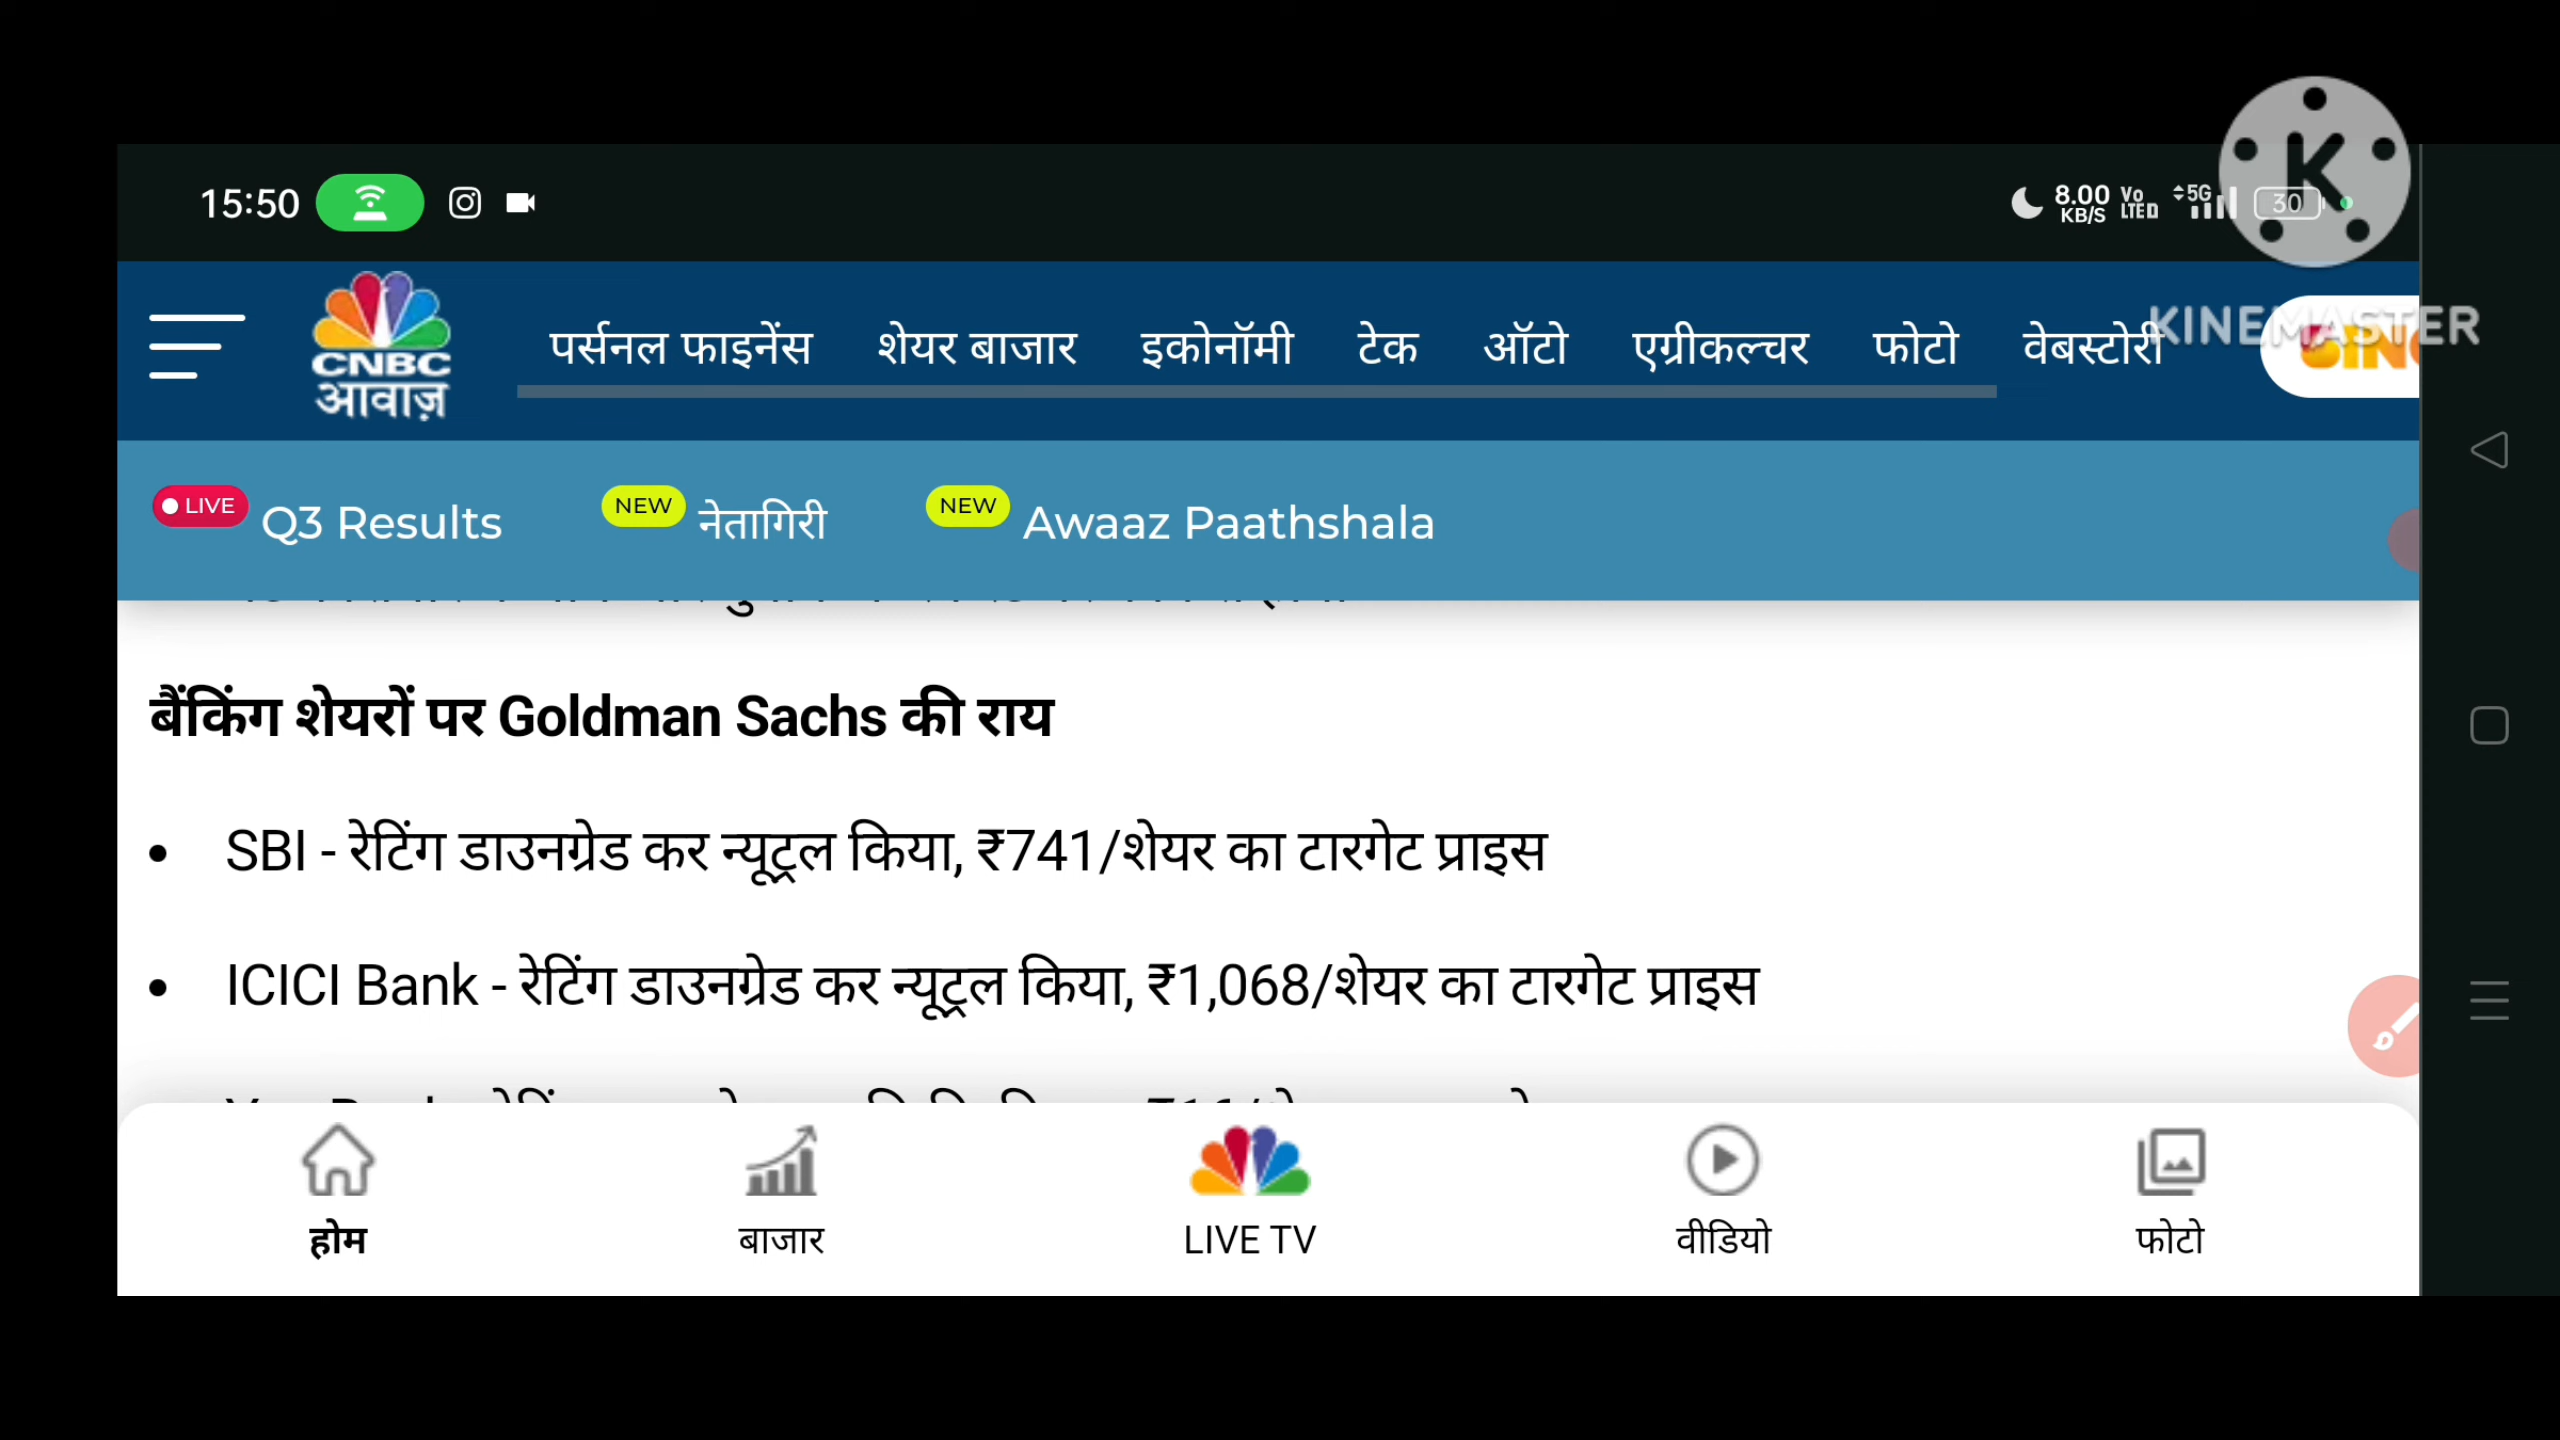 15:50
8.00 KB/S Vo LTE 5G 30
CNBC
आवाज़
पर्सनल फाइनेंस शेयर बाजार इकोनॉमी टेक ऑटो एग्रीकल्चर फोटो वेबस्टोरी
KINEMASTER
LIVE Q3 Results NEW नेतागिरी NEW Awaaz Paathshala
बैंकिंग शेयरों पर Goldman Sachs की राय
• SBI - रेटिंग डाउनग्रेड कर न्यूट्रल किया, ₹741/शेयर का टारगेट प्राइस
• ICICI Bank - रेटिंग डाउनग्रेड कर न्यूट्रल किया, ₹1,068/शेयर का टारगेट प्राइस
होम बाजार LIVE TV वीडियो फोटो